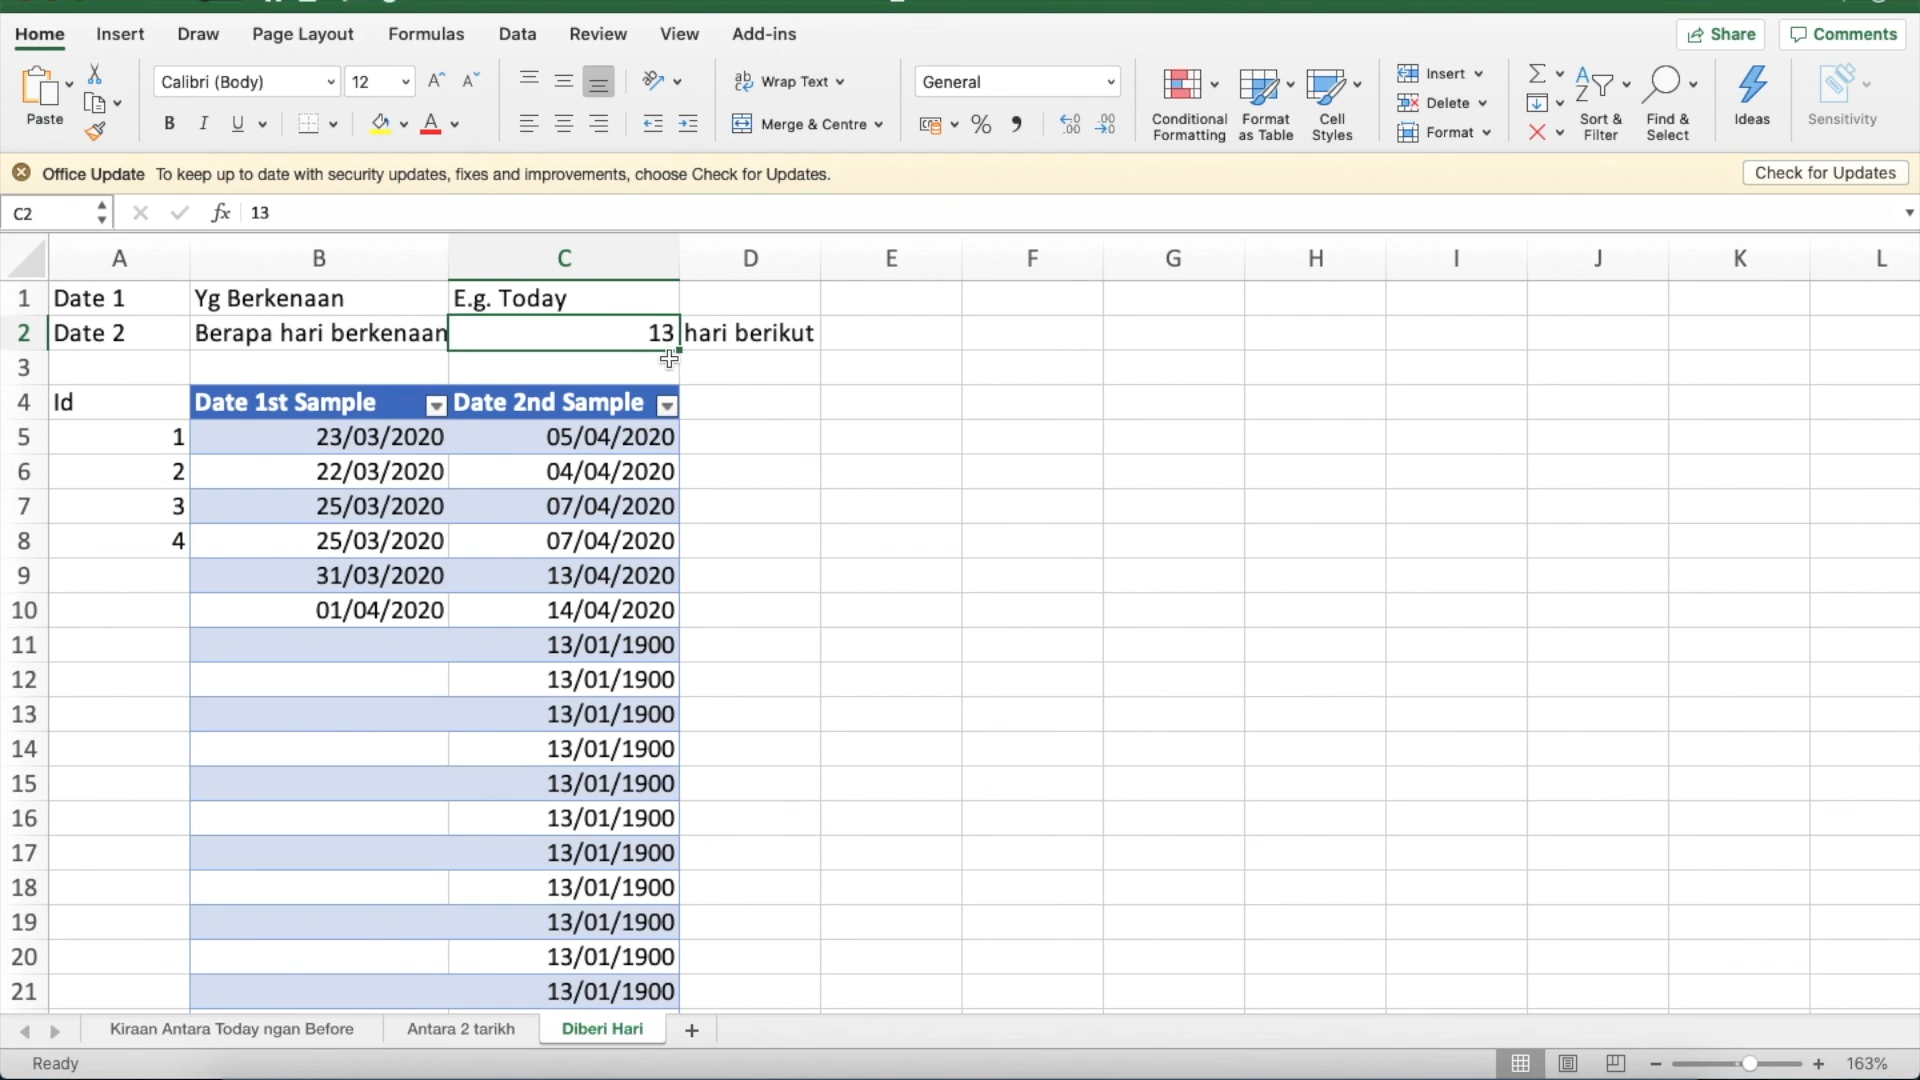 Home Insert Draw Page Layout Formulas Data Review View Add-ins Share Comments
Paste Calibri (Body) 12 Wrap Text General Insert
B I U Merge & Centre Conditional Formatting Format as Table Cell Styles Delete Format Sort & Filter Find & Select Ideas Sensitivity
Office Update To keep up to date with security updates, fixes and improvements, choose Check for Updates. Check for Updates
C2 fx 13
A B C D E F G H I J K L
1 Date 1 Yg Berkenaan E.g. Today
2 Date 2 Berapa hari berkenaan 13 hari berikut
3
4 Id Date 1st Sample Date 2nd Sample
5 1 23/03/2020 05/04/2020
6 2 22/03/2020 04/04/2020
7 3 25/03/2020 07/04/2020
8 4 25/03/2020 07/04/2020
9 31/03/2020 13/04/2020
10 01/04/2020 14/04/2020
11 13/01/1900
12 13/01/1900
13 13/01/1900
14 13/01/1900
15 13/01/1900
16 13/01/1900
17 13/01/1900
18 13/01/1900
19 13/01/1900
20 13/01/1900
21 13/01/1900
Kiraan Antara Today ngan Before Antara 2 tarikh Diberi Hari +
Ready 163%